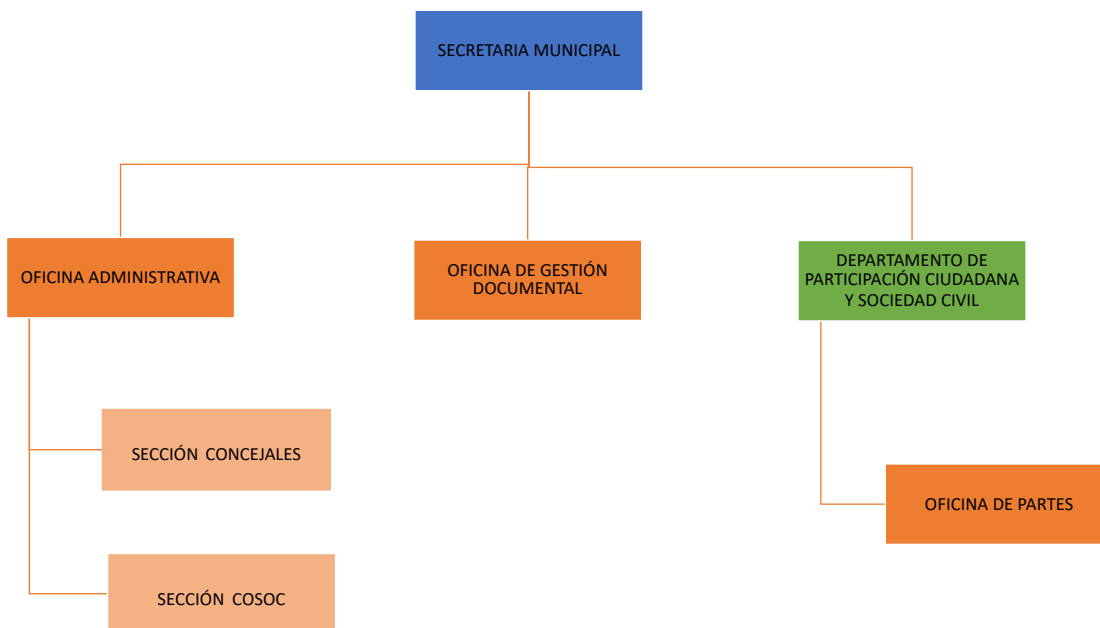 SECRETARIA MUNICIPAL
OFICINA ADMINISTRATIVA
OFICINA DE GESTIÓN
DOCUMENTAL
DEPARTAMENTO DE
PARTICIPACIÓN CIUDADANA
Y SOCIEDAD CIVIL
SECCIÓN CONCEJALES
OFICINA DE PARTES
SECCIÓN COSOC